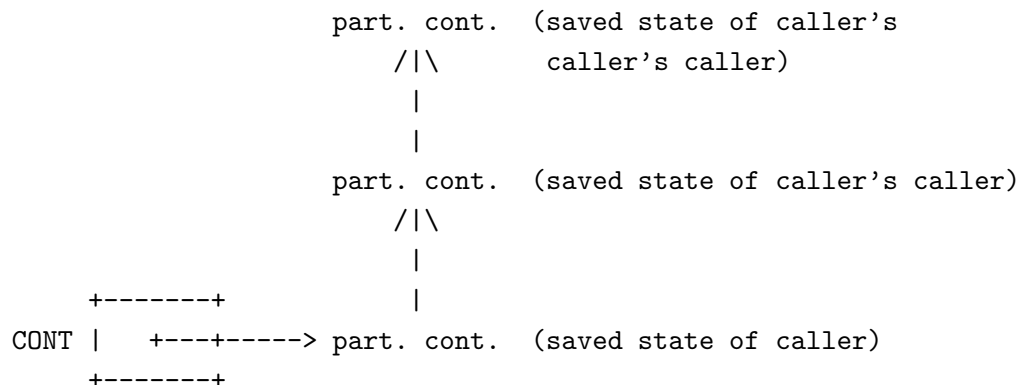 part. cont. (saved state of caller's
/|\ caller's caller)
|
|
part. cont. (saved state of caller's caller)
/|\
|
+-------+ |
CONT | +---+-----> part. cont. (saved state of caller)
+-------+